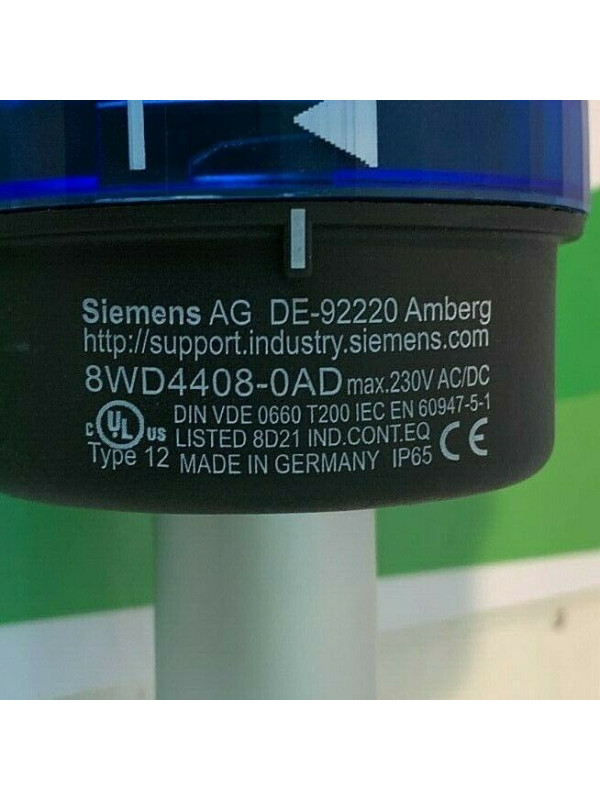 Siemens AG DE-92220 Amberg
http://support.industry.siemens.com
8WD4408-0AD max.230V AC/DC
DIN VDE 0660 T200 IEC EN 60947-5-1
c UL US LISTED 8D21 IND.CONT.EQ CE
Type 12 MADE IN GERMANY IP65